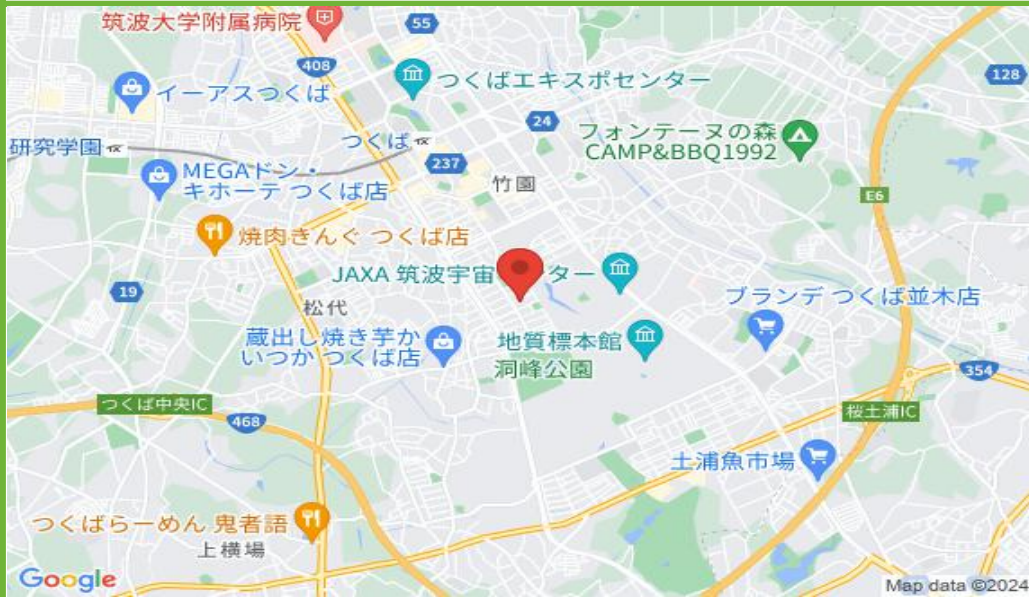 筑波大学附属病院
55
408
つくばエキスポセンター
128
イーアスつくば
24
フォンテーヌの森
CAMP&BBQ1992
研究学園
つくば
237
MEGAドン・
キホーテ つくば店
竹園
E6
焼肉きんぐ つくば店
JAXA 筑波宇宙
ター
19
松代
ブランデ つくば並木店
蔵出し焼き芋か
いつか つくば店
地質標本館
洞峰公園
354
つくば中央IC
468
桜土浦IC
土浦魚市場
つくばらーめん 鬼者語
上横場
Google
Map data ©2024